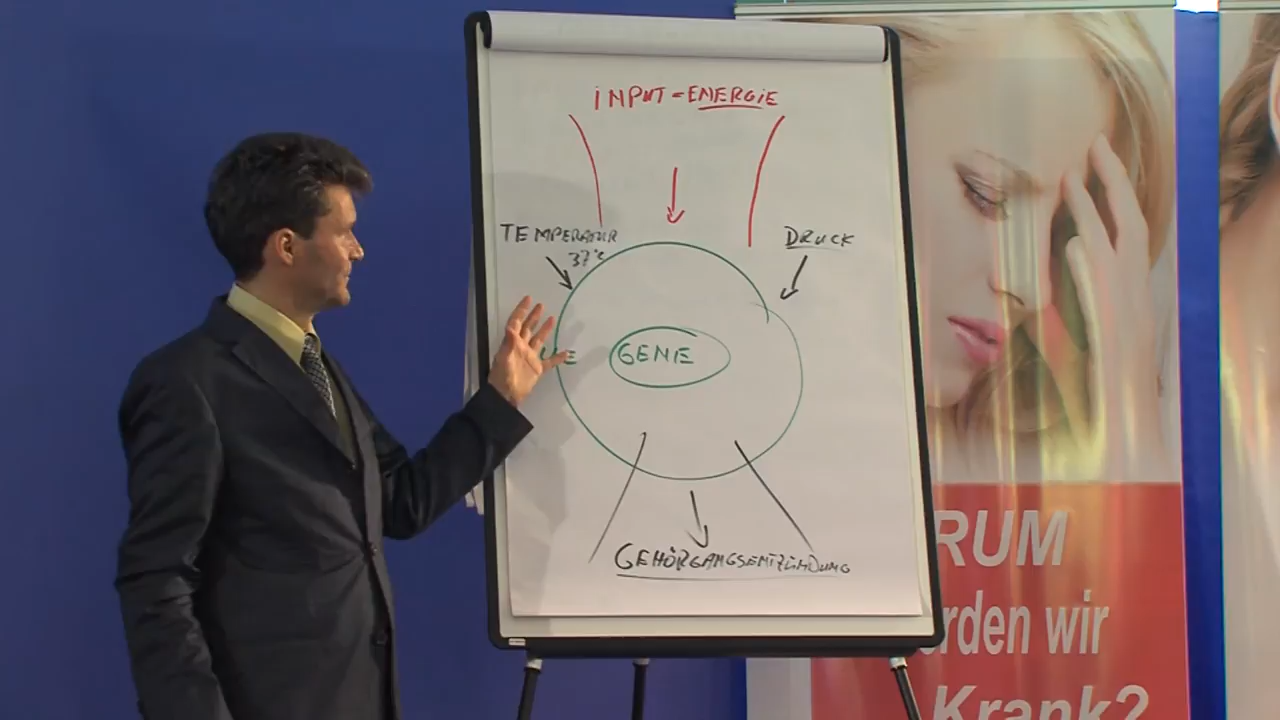 INPUT = ENERGIE
TEMPERATUR
37°C
DRUCK
GENE
GEHÖRGANGSENTZÜNDUNG
RUM
rden wir
Krank?